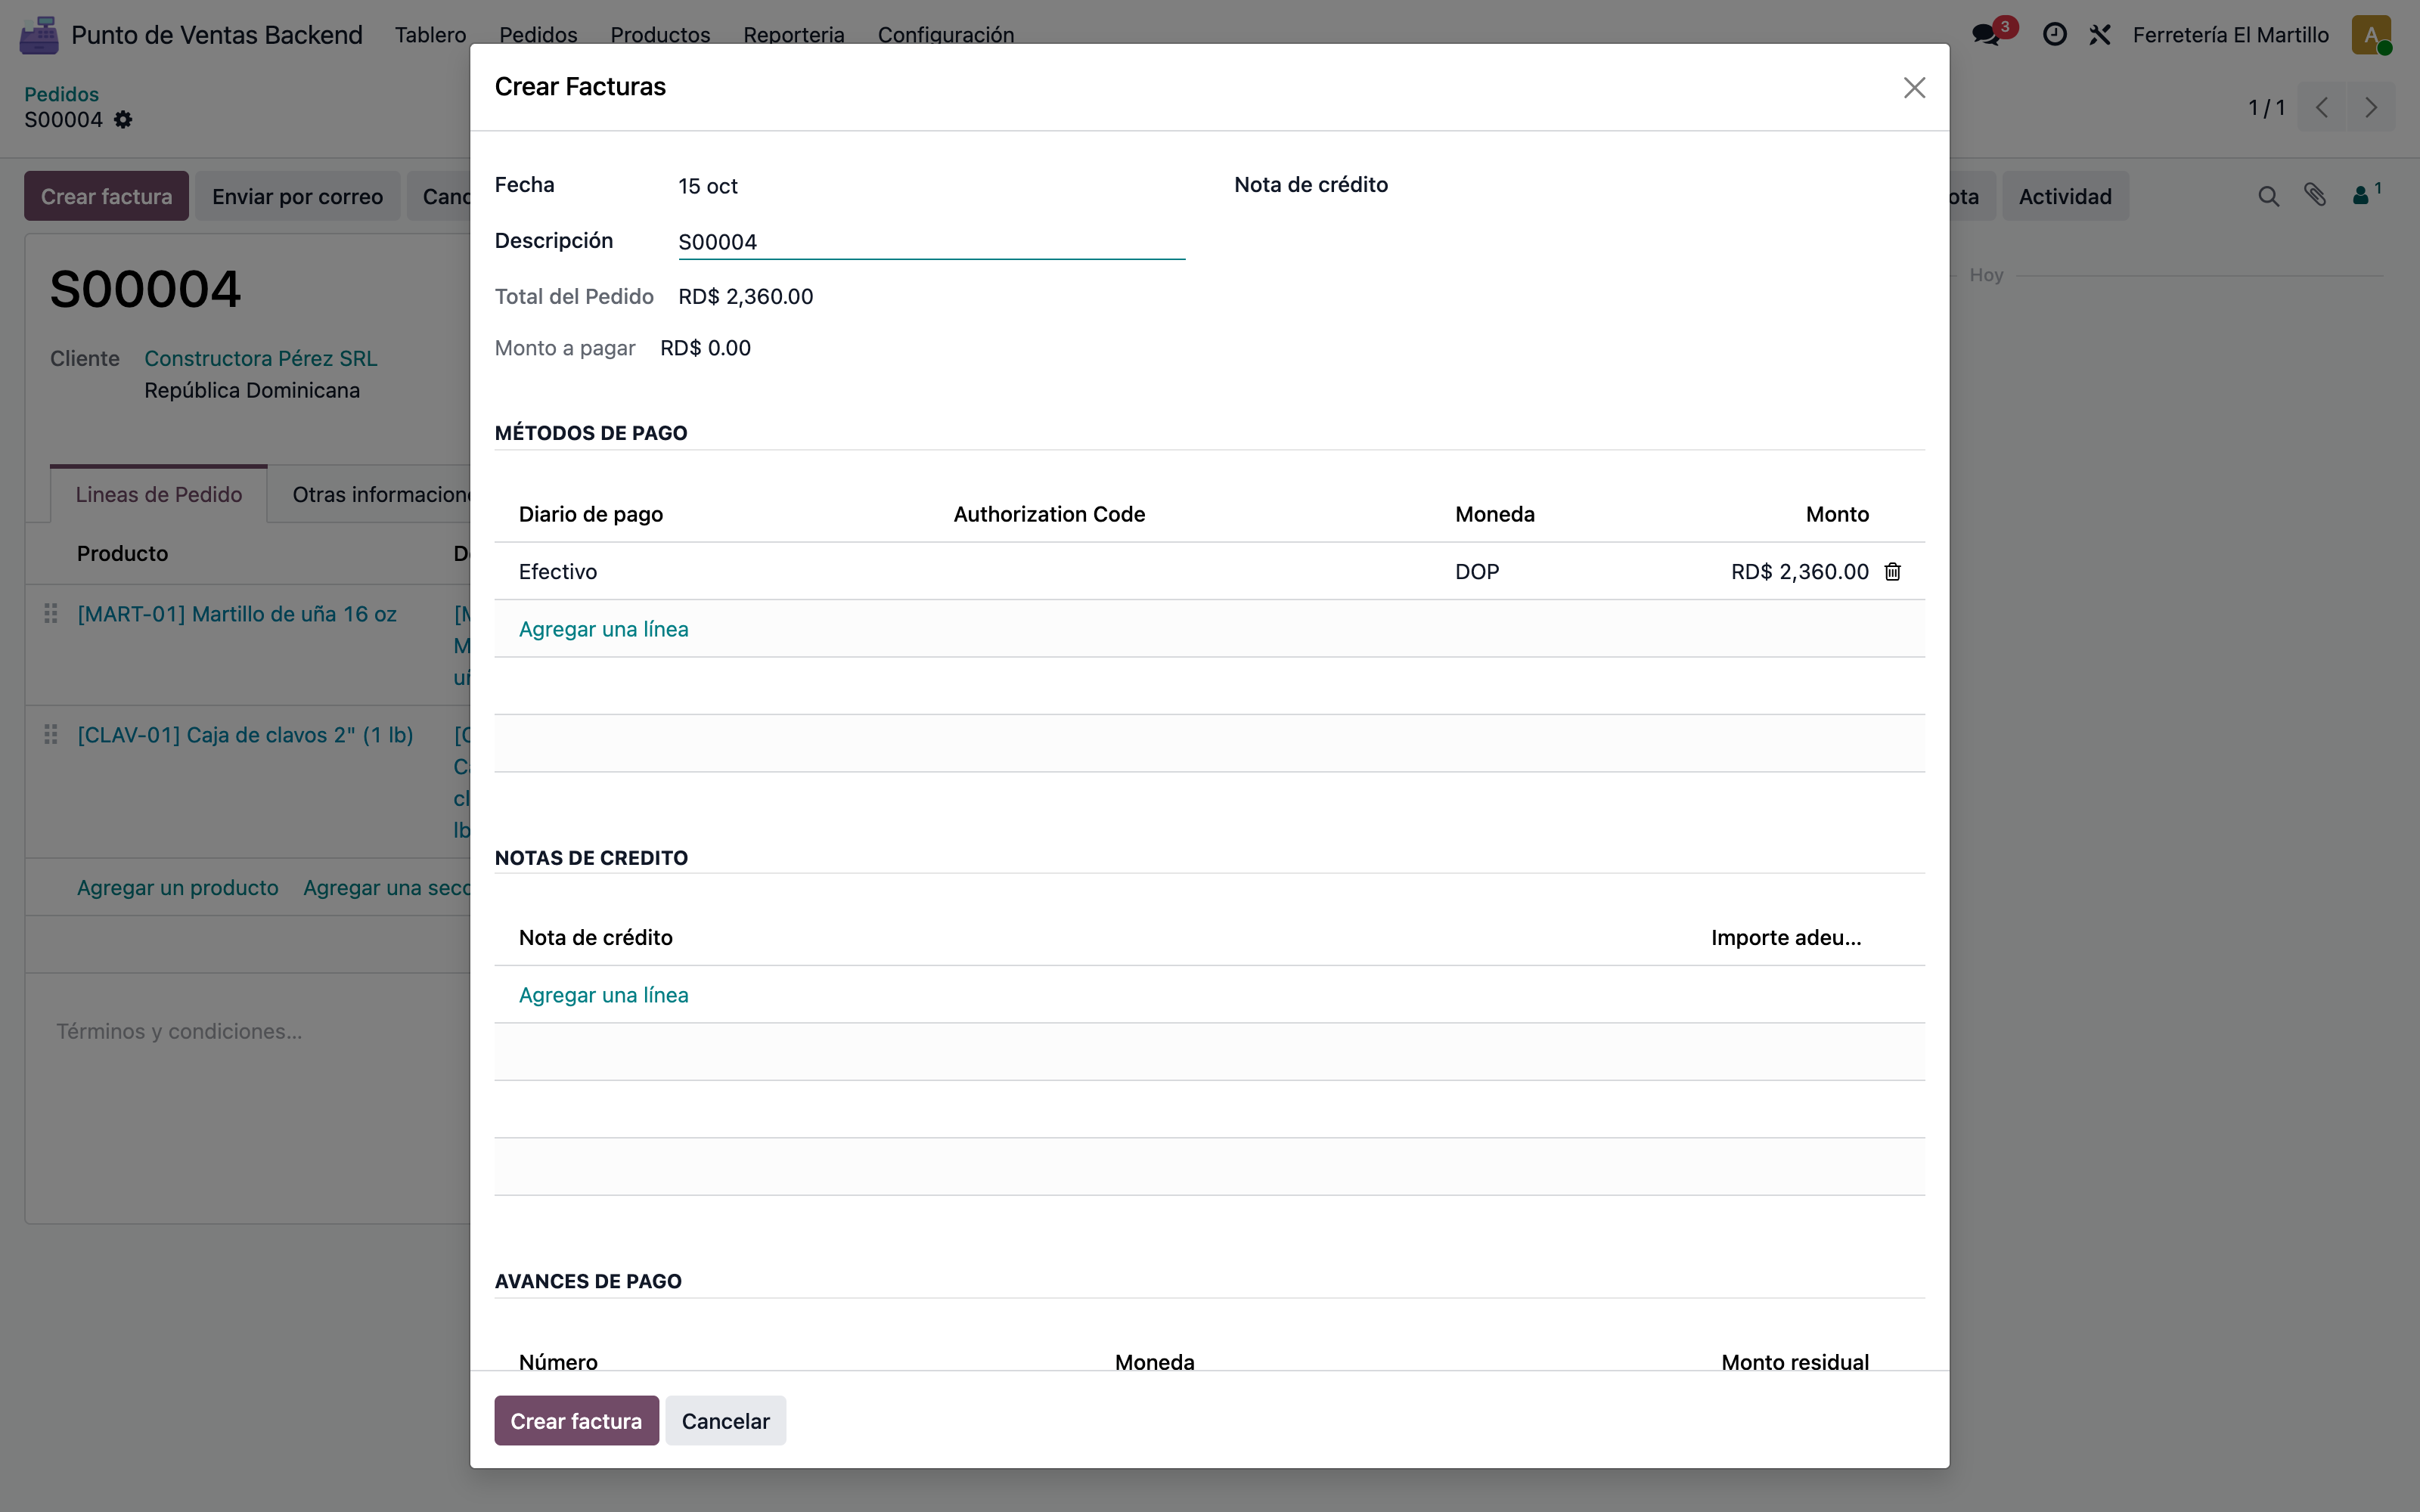 Punto de Ventas Backend Tablero Pedidos Productos Reporteria Configuración 3 Ferretería El Martillo A
Pedidos
S00004
1 / 1
Crear factura Enviar por correo Actividad 1
Hoy
S00004
Cliente Constructora Pérez SRL
República Dominicana
Lineas de Pedido
Otras
Producto
[MART-01] Martillo de uña 16 oz
[CLAV-01] Caja de clavos 2" (1 lb)
Agregar un producto Agregar una
Términos y condiciones...
Crear Facturas
Fecha 15 oct Nota de crédito
Descripción S00004
Total del Pedido RD$ 2,360.00
Monto a pagar RD$ 0.00
MÉTODOS DE PAGO
Diario de pago Authorization Code Moneda Monto
Efectivo DOP RD$ 2,360.00
Agregar una línea
NOTAS DE CREDITO
Nota de crédito Importe adeu...
Agregar una línea
AVANCES DE PAGO
Número Moneda Monto residual
Crear factura Cancelar